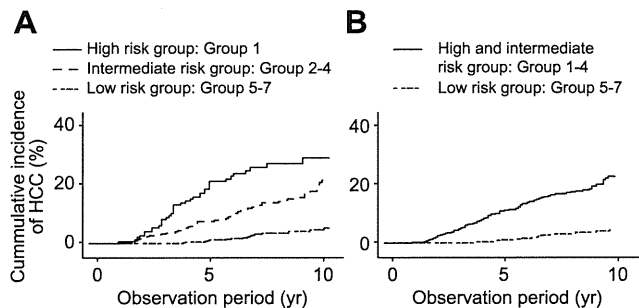 A
High risk group: Group 1
Intermediate risk group: Group 2-4
Low risk group: Group 5-7
Cummulative incidence
of HCC (%)
40
20
0
0
5
10
Observation period (yr)
B
High and intermediate
risk group: Group 1-4
Low risk group: Group 5-7
40
20
0
0
5
10
Observation period (yr)